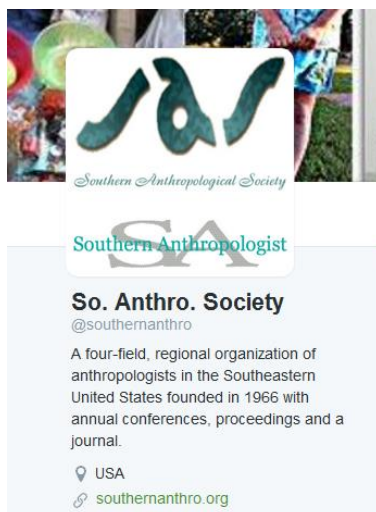 sas
Southern Anthropological Society
SA
Southern Anthropologist
So. Anthro. Society
@southernanthro
A four-field, regional organization of
anthropologists in the Southeastern
United States founded in 1966 with
annual conferences, proceedings and a
journal.
USA
southernanthro.org